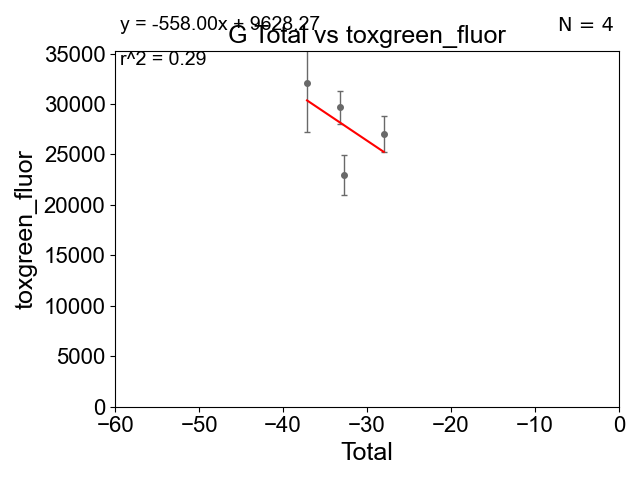 y = -558.00x + 9628.27
G Total vs toxgreen_fluor
N = 4
r^2 = 0.29
35000
30000
25000
20000
15000
10000
5000
0
toxgreen_fluor
−60 −50 −40 −30 −20 −10 0
Total